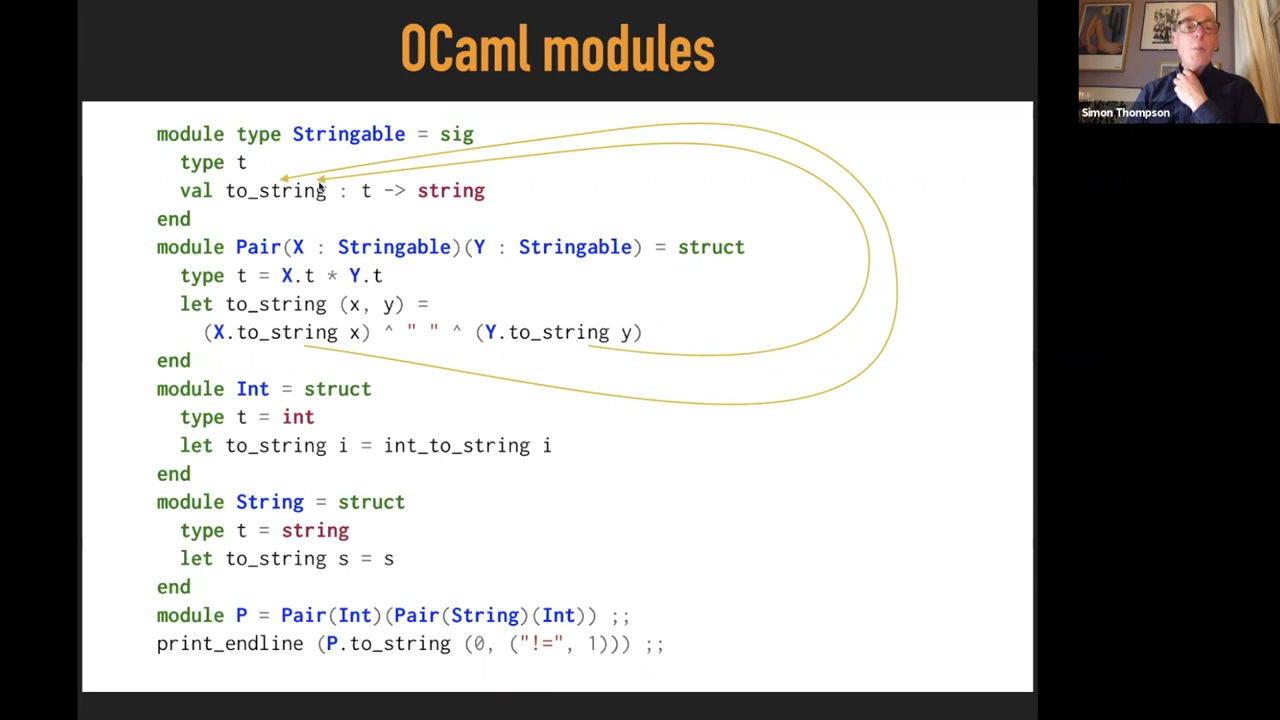 OCaml modules
module type Stringable = sig
  type t
  val to_string : t -> string
end
module Pair(X : Stringable)(Y : Stringable) = struct
  type t = X.t * Y.t
  let to_string (x, y) =
    (X.to_string x) ^ " " ^ (Y.to_string y)
end
module Int = struct
  type t = int
  let to_string i = int_to_string i
end
module String = struct
  type t = string
  let to_string s = s
end
module P = Pair(Int)(Pair(String)(Int)) ;;
print_endline (P.to_string (0, ("!=", 1))) ;;
Simon Thompson